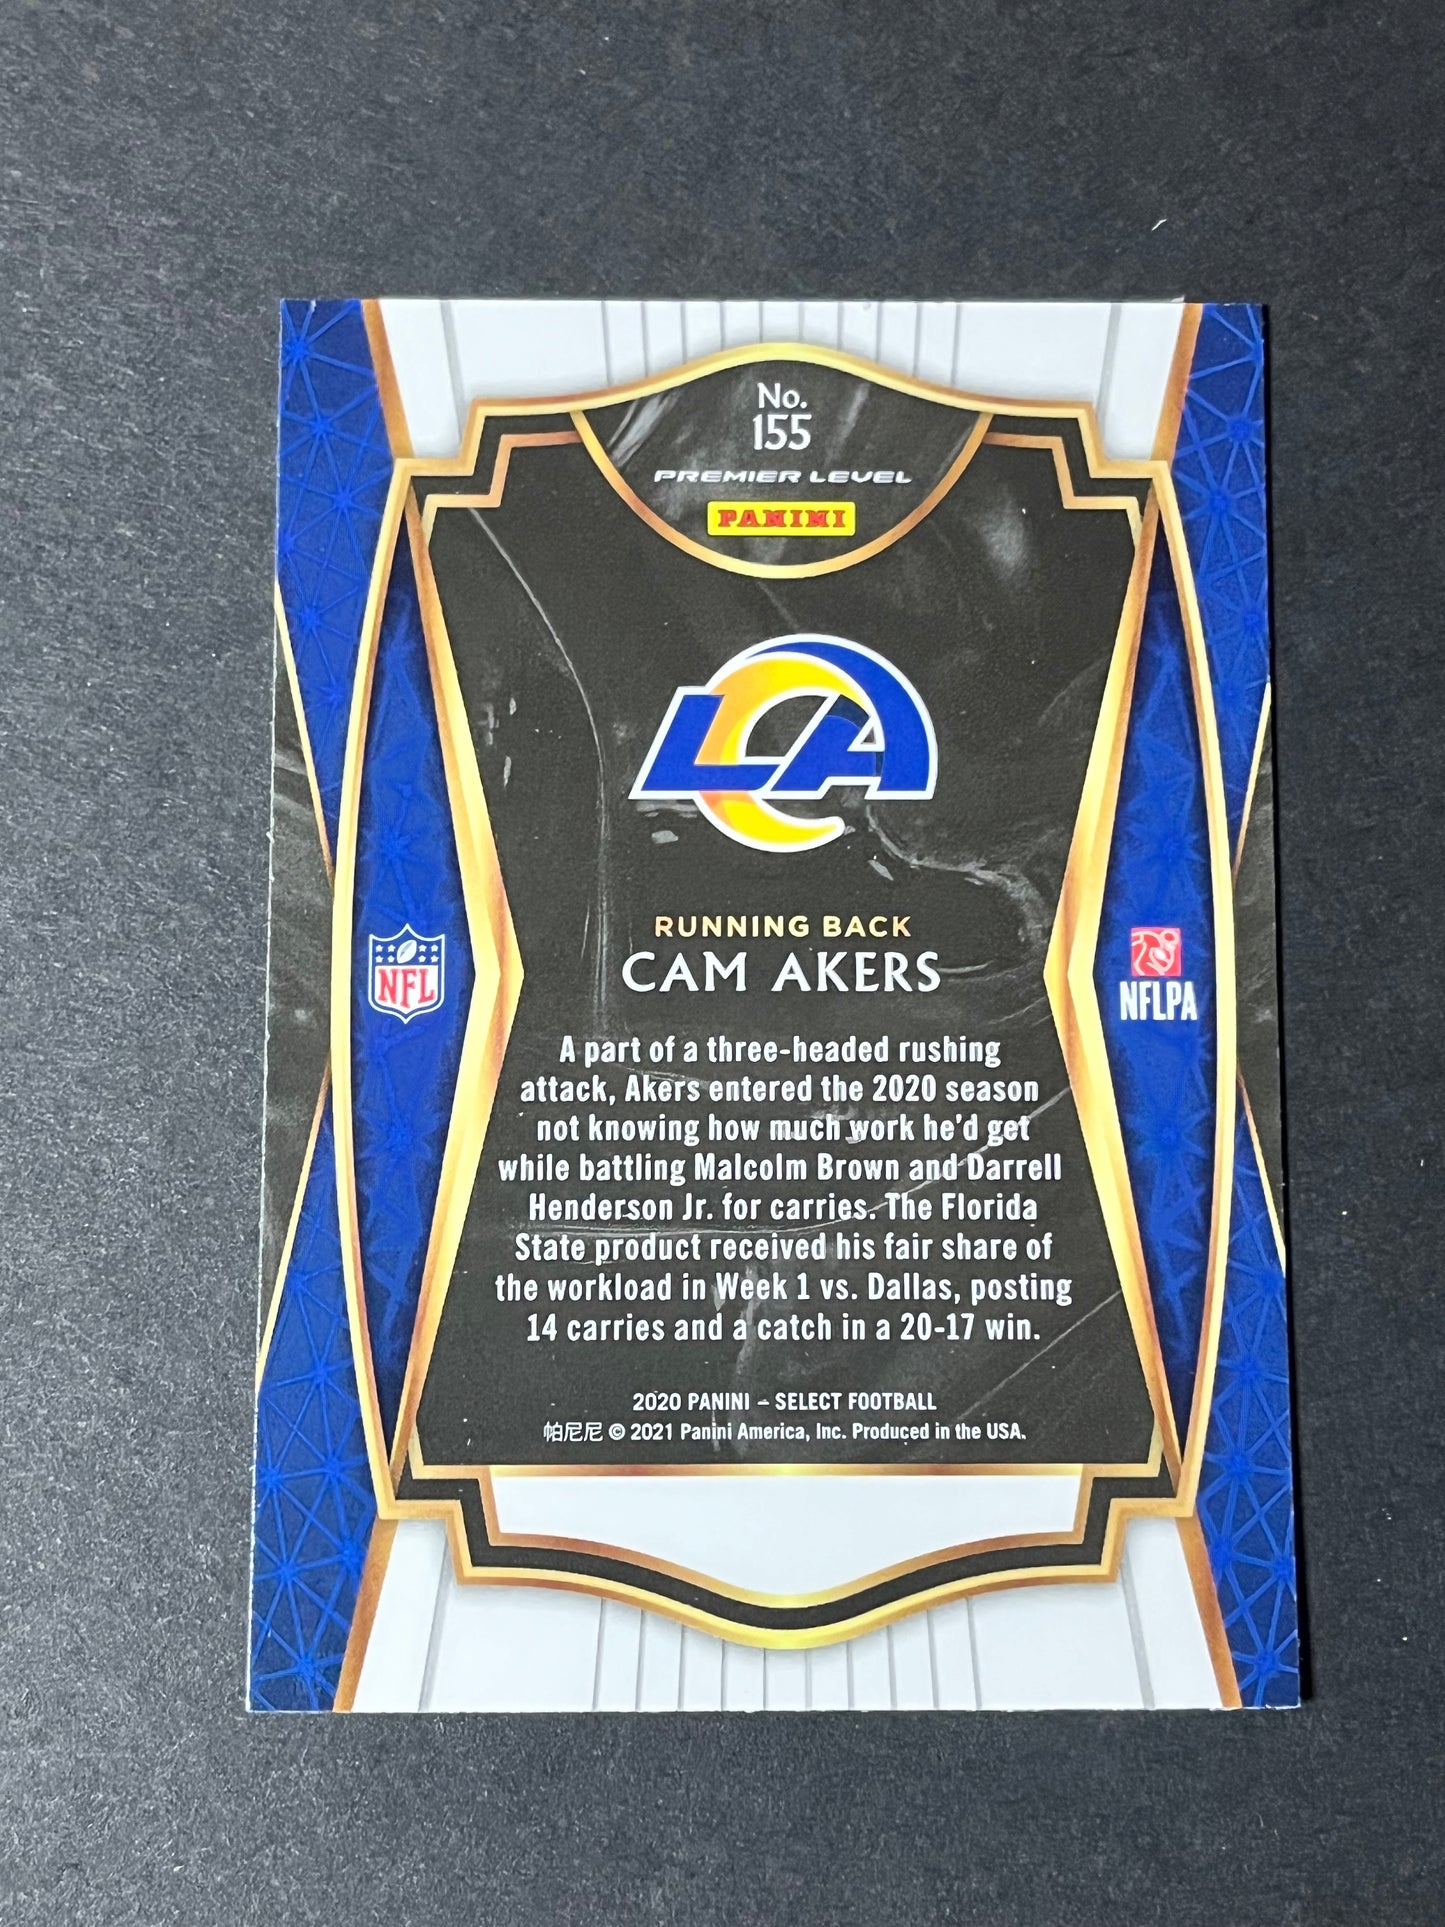 No.
155
PREMIER LEVEL
PANINI
LA
RUNNING BACK
CAM AKERS
NFL
NFLPA
A part of a three-headed rushing
attack, Akers entered the 2020 season
not knowing how much work he'd get
while battling Malcolm Brown and Darrell
Henderson Jr. for carries. The Florida
State product received his fair share of
the workload in Week 1 vs. Dallas, posting
14 carries and a catch in a 20-17 win.
2020 PANINI – SELECT FOOTBALL
帕尼尼 © 2021 Panini America, Inc. Produced in the USA.